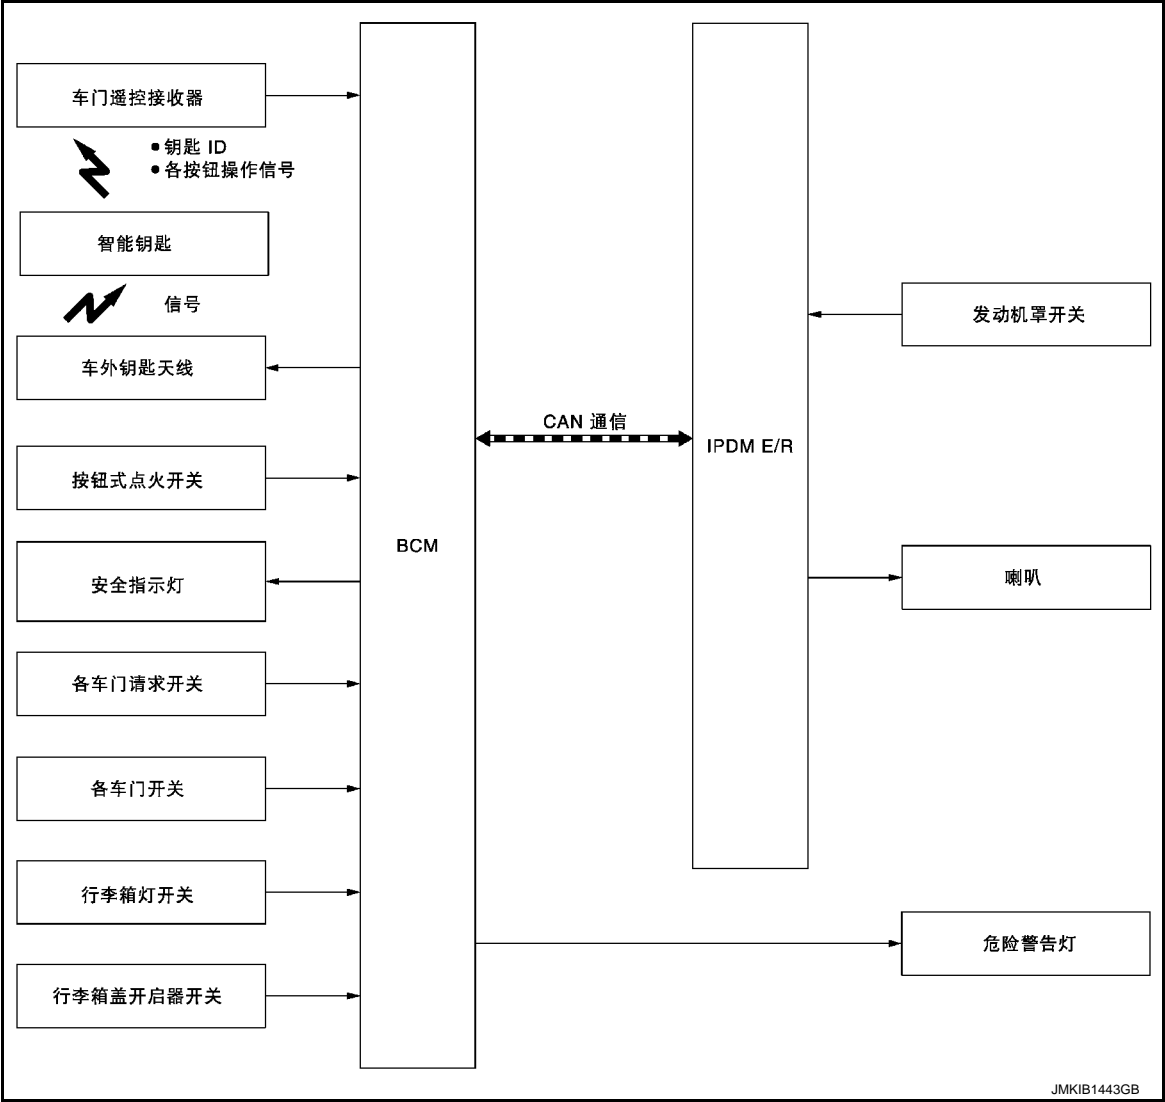 车门遥控接收器
●钥匙 ID
●各按钮操作信号
智能钥匙
信号
车外钥匙天线
按钮式点火开关
安全指示灯
各车门请求开关
各车门开关
行李箱灯开关
行李箱盖开启器开关
BCM
CAN 通信
IPDM E/R
发动机罩开关
喇叭
危险警告灯
JMKIB1443GB